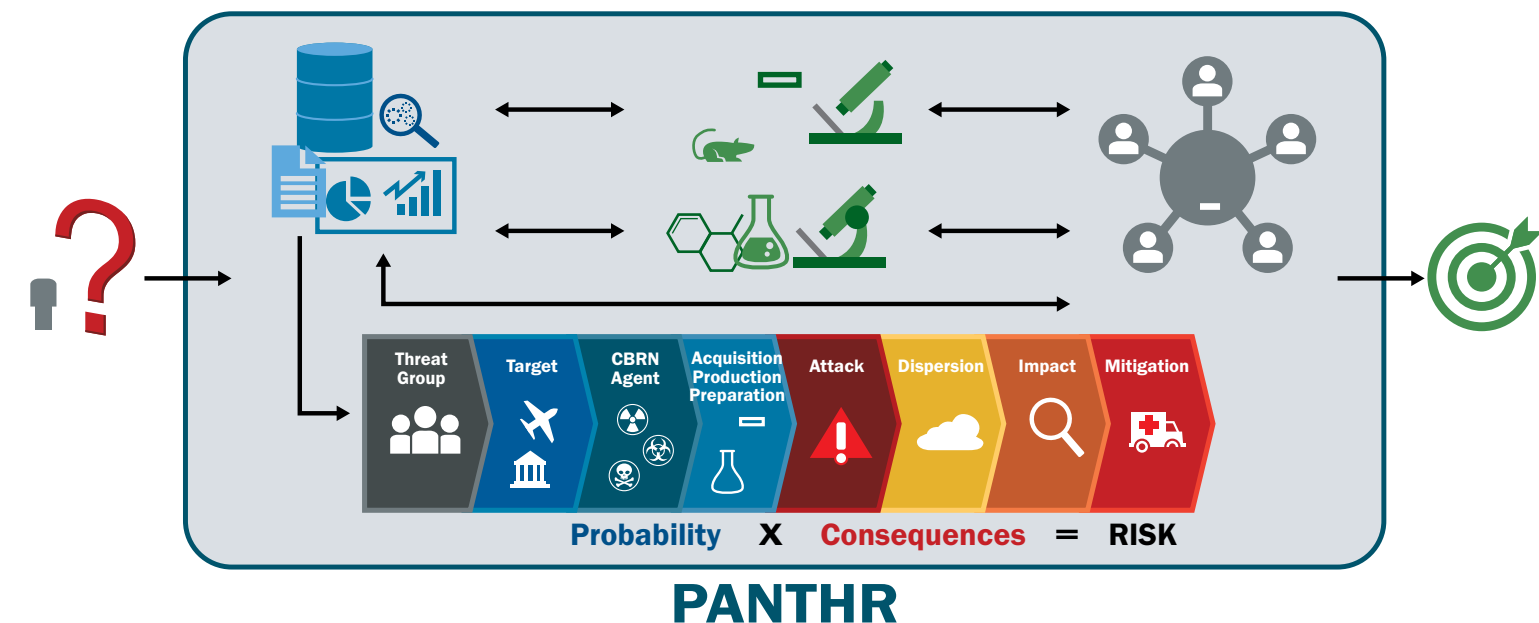 Threat
Group
Target
CBRN
Agent
Acquisition
Production
Preparation
Attack
Dispersion
Impact
Mitigation
Probability X Consequences = RISK
PANTHR